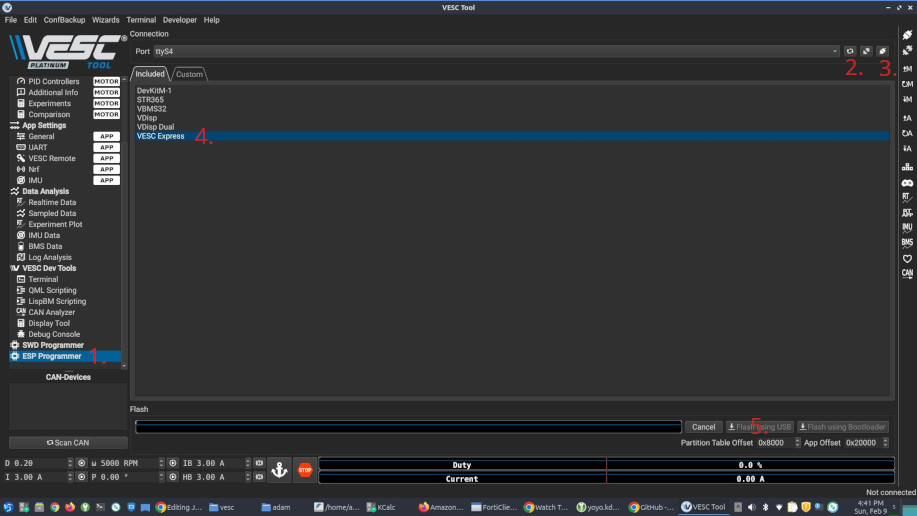 VESC Tool
File Edit ConfBackup Wizards Terminal Developer Help
VESC
PLATINUM TOOL
PID Controllers MOTOR
Additional Info MOTOR
Experiments MOTOR
Comparison MOTOR
App Settings
General APP
UART APP
VESC Remote APP
Nrf APP
IMU APP
Data Analysis
Realtime Data
Sampled Data
Experiment Plot
IMU Data
BMS Data
Log Analysis
VESC Dev Tools
Terminal
QML Scripting
LispBM Scripting
CAN Analyzer
Display Tool
Debug Console
SWD Programmer
ESP Programmer 1.
CAN-Devices
Scan CAN
Connection
Port ttyS4
2. 3.
Included Custom
DevKitM-1
STR365
VBMS32
VDisp
VDisp Dual
VESC Express 4.
Flash
Cancel Flash using USB Flash using Bootloader
5.
Partition Table Offset 0x8000 App Offset 0x20000
M
M
M
A
A
A
RT
RT
APP
IMU
BMS
CAN
D 0.20 ω 5000 RPM IB 3.00 A
I 3.00 A P 0.00 ° HB 3.00 A
STOP
Duty 0.0 %
Current 0.00 A
Not connected
Editing J... vesc adam /home/a... KCalc Amazon... FortiClie... Watch T... yoyo.kd... GitHub -... VESC Tool
4:41 PM
Sun, Feb 9